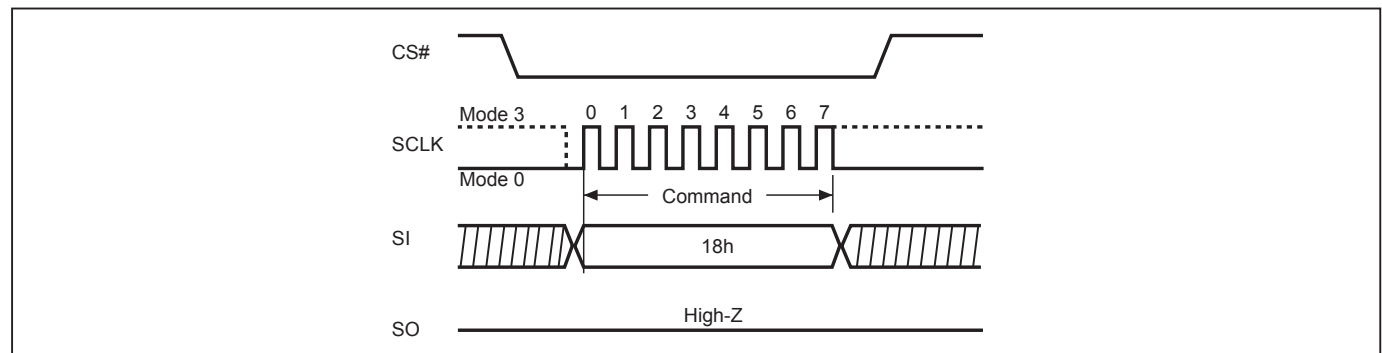 CS#
Mode 3 0 1 2 3 4 5 6 7
SCLK
Mode 0
Command
SI
18h
High-Z
SO